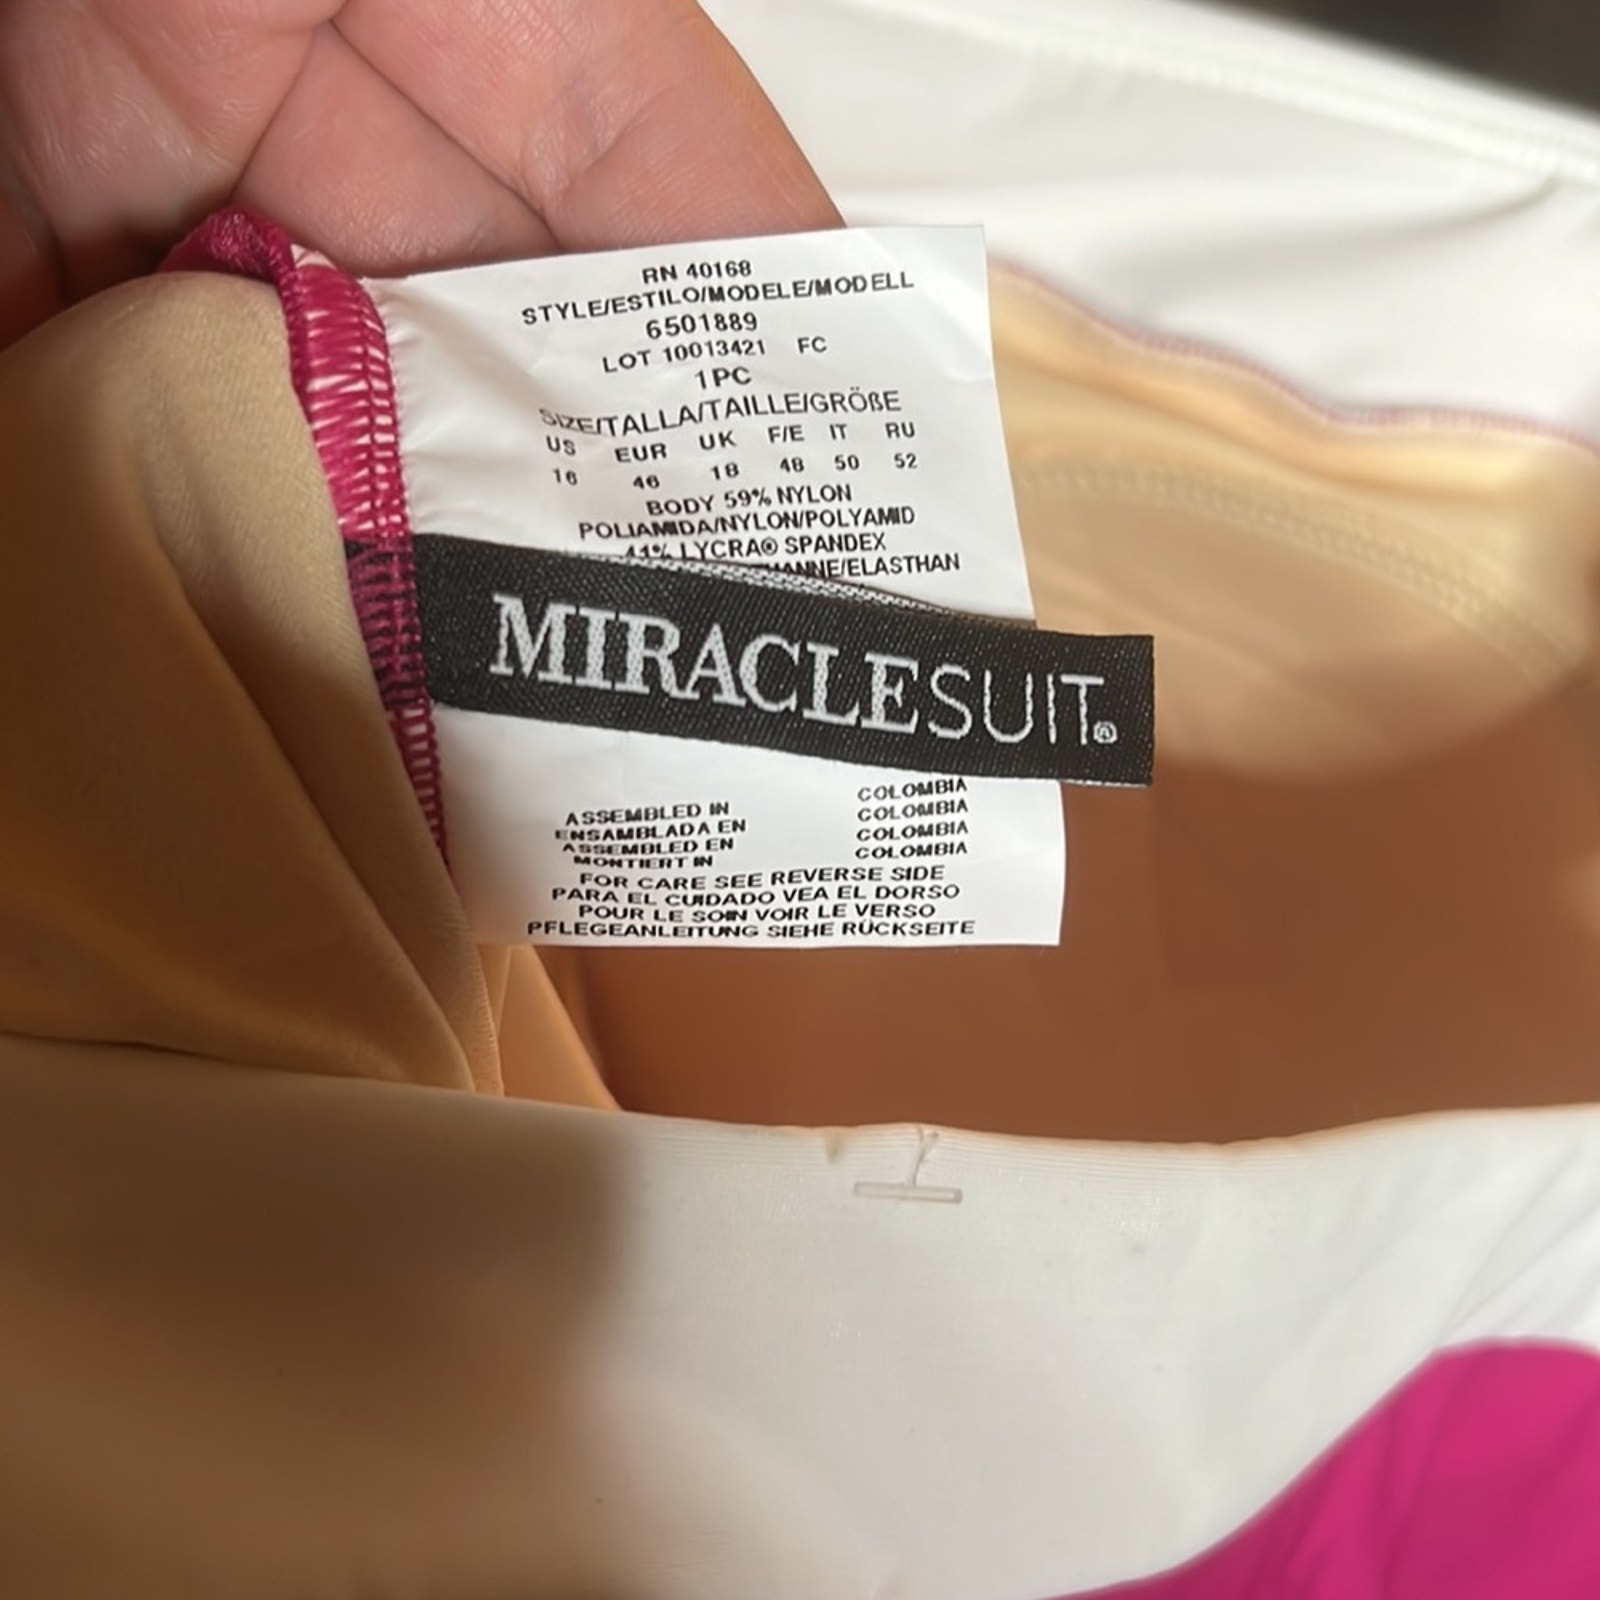 RN 40168
STYLE/ESTILO/MODELE/MODELL
6501889
LOT 10013421 FC
1PC
SIZE/TALLA/TAILLE/GRÖßE
US EUR UK F/E IT RU
16 46 18 48 50 52
BODY 59% NYLON
POLIAMIDA/NYLON/POLYAMID
41% LYCRA® SPANDEX
/ELASTHAN
MIRACLESUIT®
ASSEMBLED IN COLOMBIA
ENSAMBLADA EN COLOMBIA
ASSEMBLED EN COLOMBIA
MONTIERT IN COLOMBIA
FOR CARE SEE REVERSE SIDE
PARA EL CUIDADO VEA EL DORSO
POUR LE SOIN VOIR LE VERSO
PFLEGEANLEITUNG SIEHE RÜCKSEITE